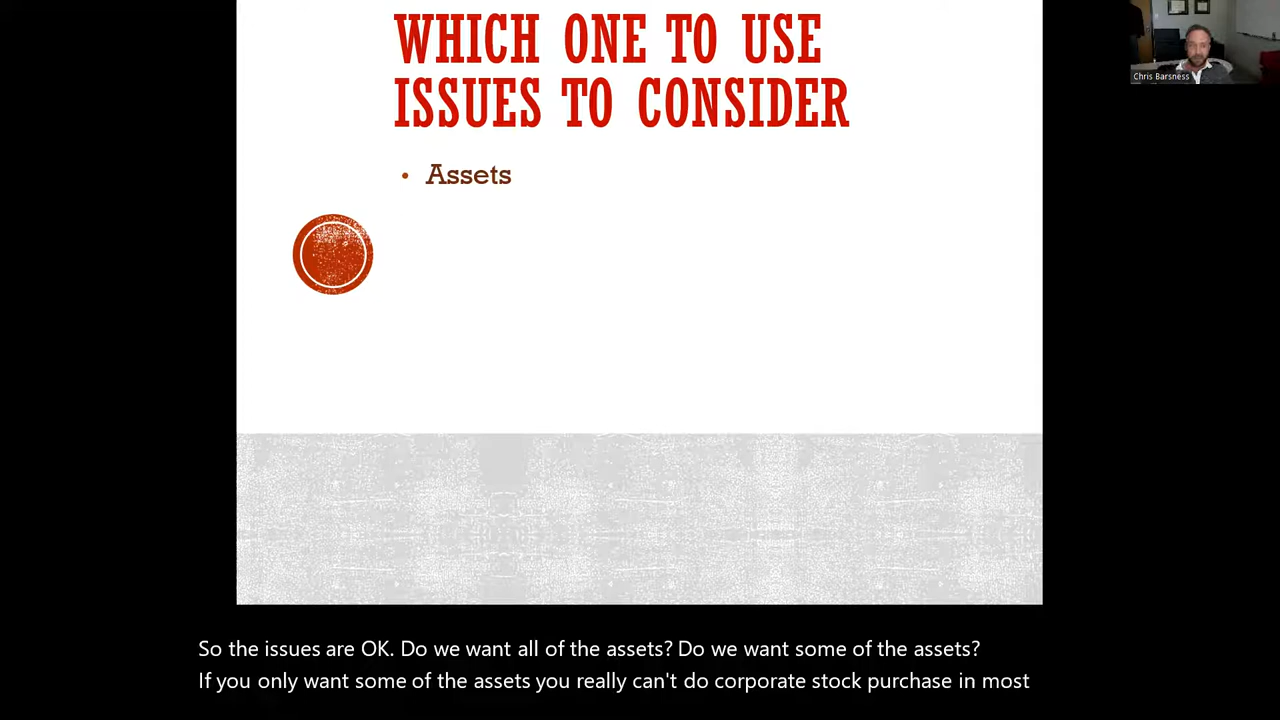 WHICH ONE TO USE
ISSUES TO CONSIDER
• Assets
Chris Barsness
So the issues are OK. Do we want all of the assets? Do we want some of the assets?
If you only want some of the assets you really can't do corporate stock purchase in most